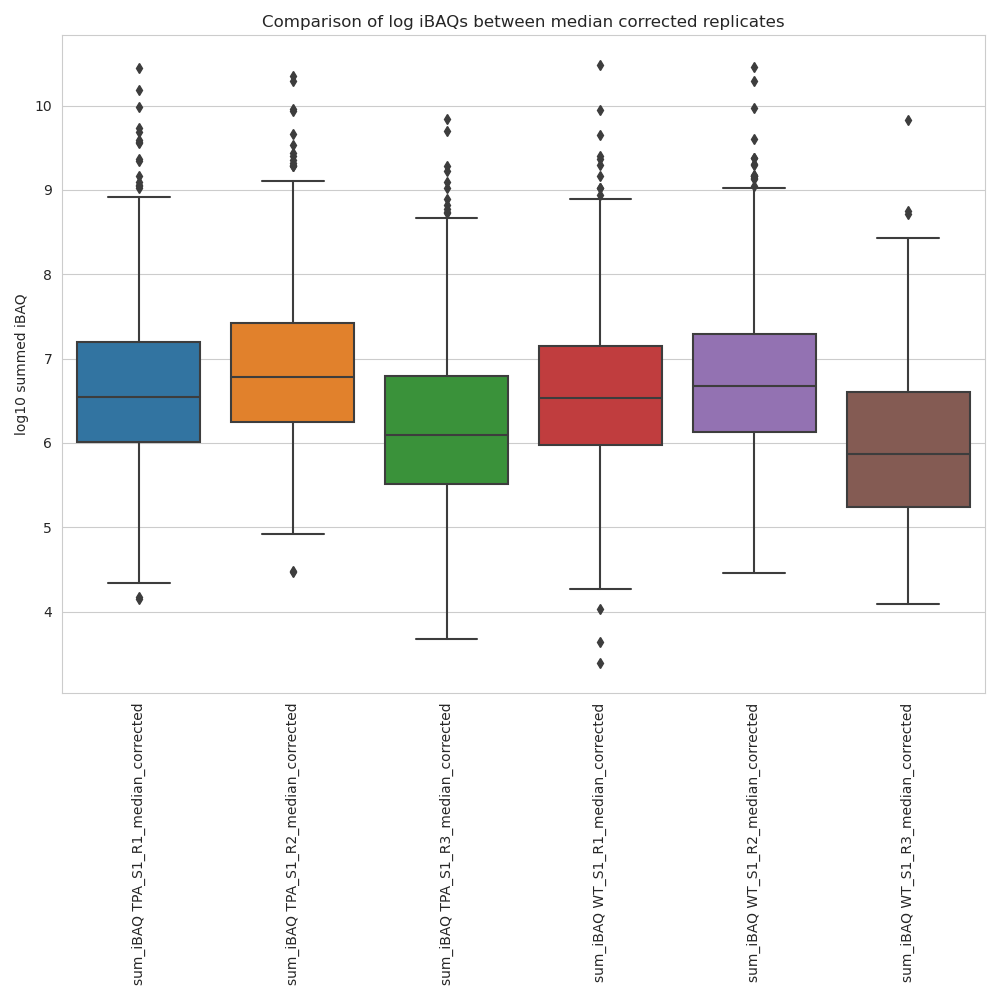 Comparison of log iBAQs between median corrected replicates
log10 summed iBAQ
10
9
8
7
6
5
4
sum_iBAQ TPA_S1_R1_median_corrected
sum_iBAQ TPA_S1_R2_median_corrected
sum_iBAQ TPA_S1_R3_median_corrected
sum_iBAQ WT_S1_R1_median_corrected
sum_iBAQ WT_S1_R2_median_corrected
sum_iBAQ WT_S1_R3_median_corrected